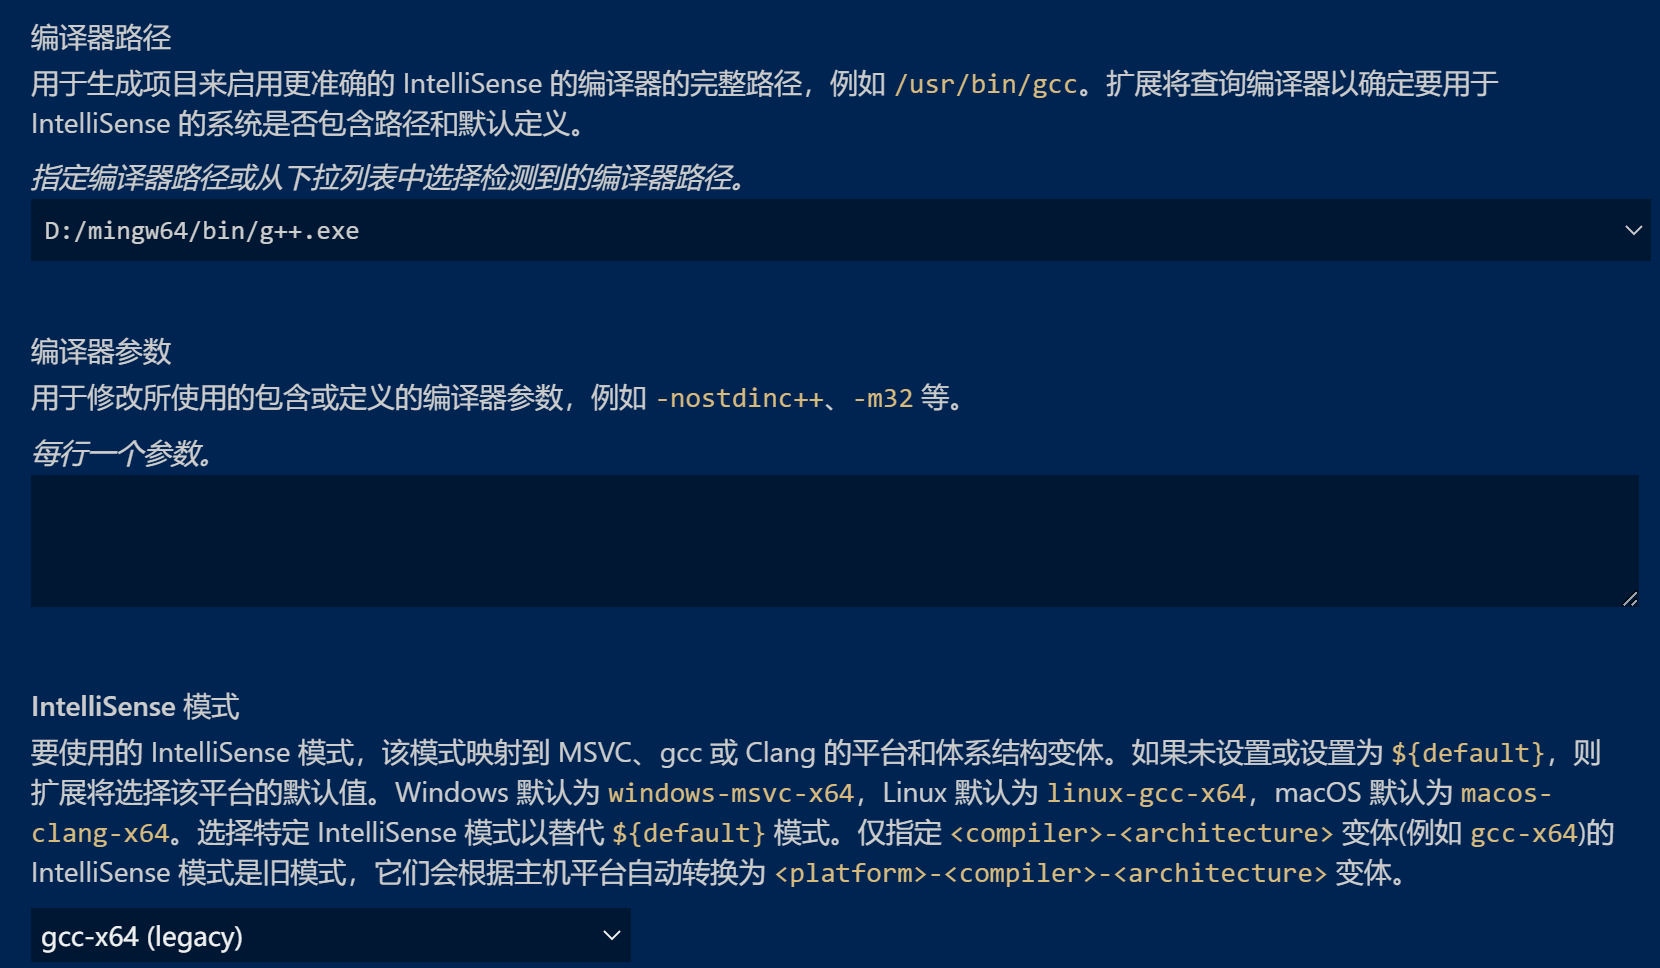 编译器路径
用于生成项目来启用更准确的 IntelliSense 的编译器的完整路径，例如 /usr/bin/gcc。扩展将查询编译器以确定要用于
IntelliSense 的系统是否包含路径和默认定义。
指定编译器路径或从下拉列表中选择检测到的编译器路径。
D:/mingw64/bin/g++.exe
编译器参数
用于修改所使用的包含或定义的编译器参数，例如 -nostdinc++、-m32 等。
每行一个参数。
IntelliSense 模式
要使用的 IntelliSense 模式，该模式映射到 MSVC、gcc 或 Clang 的平台和体系结构变体。如果未设置或设置为 ${default}，则
扩展将选择该平台的默认值。Windows 默认为 windows-msvc-x64，Linux 默认为 linux-gcc-x64，macOS 默认为 macos-
clang-x64。选择特定 IntelliSense 模式以替代 ${default} 模式。仅指定 <compiler>-<architecture> 变体(例如 gcc-x64)的
IntelliSense 模式是旧模式，它们会根据主机平台自动转换为 <platform>-<compiler>-<architecture> 变体。
gcc-x64 (legacy)